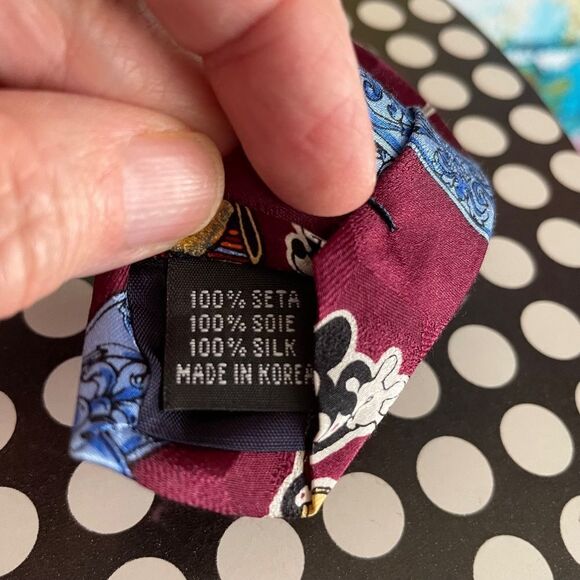 100% SETA
100% SOIE
100% SILK
MADE IN KOREA